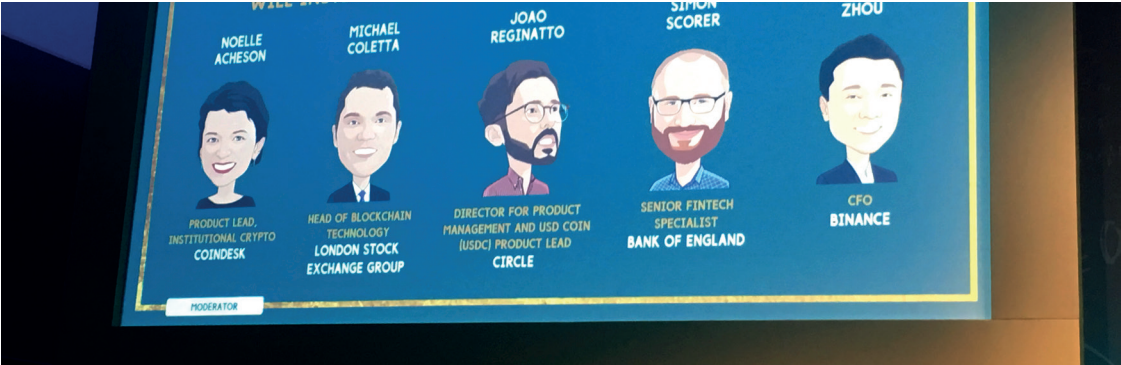 WILL
NOELLE
ACHESON
PRODUCT LEAD,
INSTITUTIONAL CRYPTO
COINDESK
MODERATOR
MICHAEL
COLETTA
HEAD OF BLOCKCHAIN
TECHNOLOGY
LONDON STOCK
EXCHANGE GROUP
JOAO
REGINATTO
DIRECTOR FOR PRODUCT
MANAGEMENT AND USD COIN
(USDC) PRODUCT LEAD
CIRCLE
SIMON
SCORER
SENIOR FINTECH
SPECIALIST
BANK OF ENGLAND
ZHOU
CFO
BINANCE